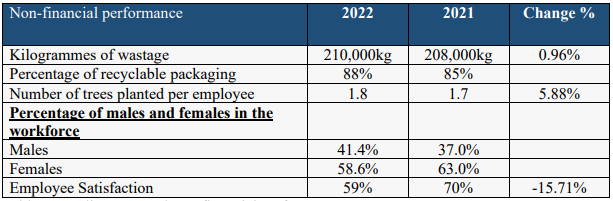 Non-financial performance 2022 2021 Change %
Kilogrammes of wastage 210,000kg 208,000kg 0.96%
Percentage of recyclable packaging 88% 85%
Number of trees planted per employee 1.8 1.7 5.88%
Percentage of males and females in the
workforce
Males 41.4% 37.0%
Females 58.6% 63.0%
Employee Satisfaction 59% 70% -15.71%